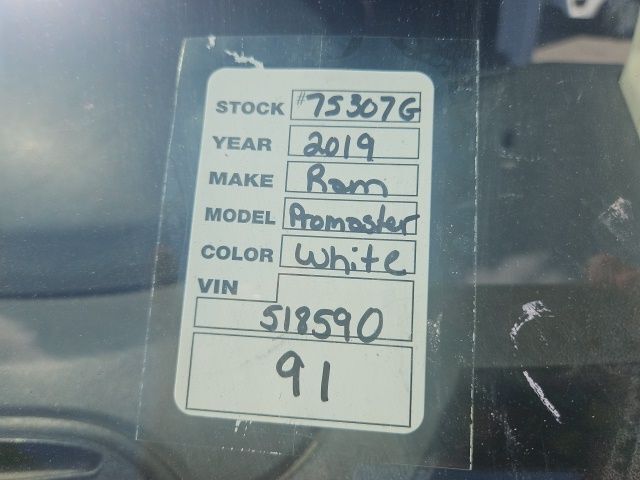 STOCK #75307G
YEAR 2019
MAKE Ram
MODEL Promaster
COLOR White
VIN
518590
91